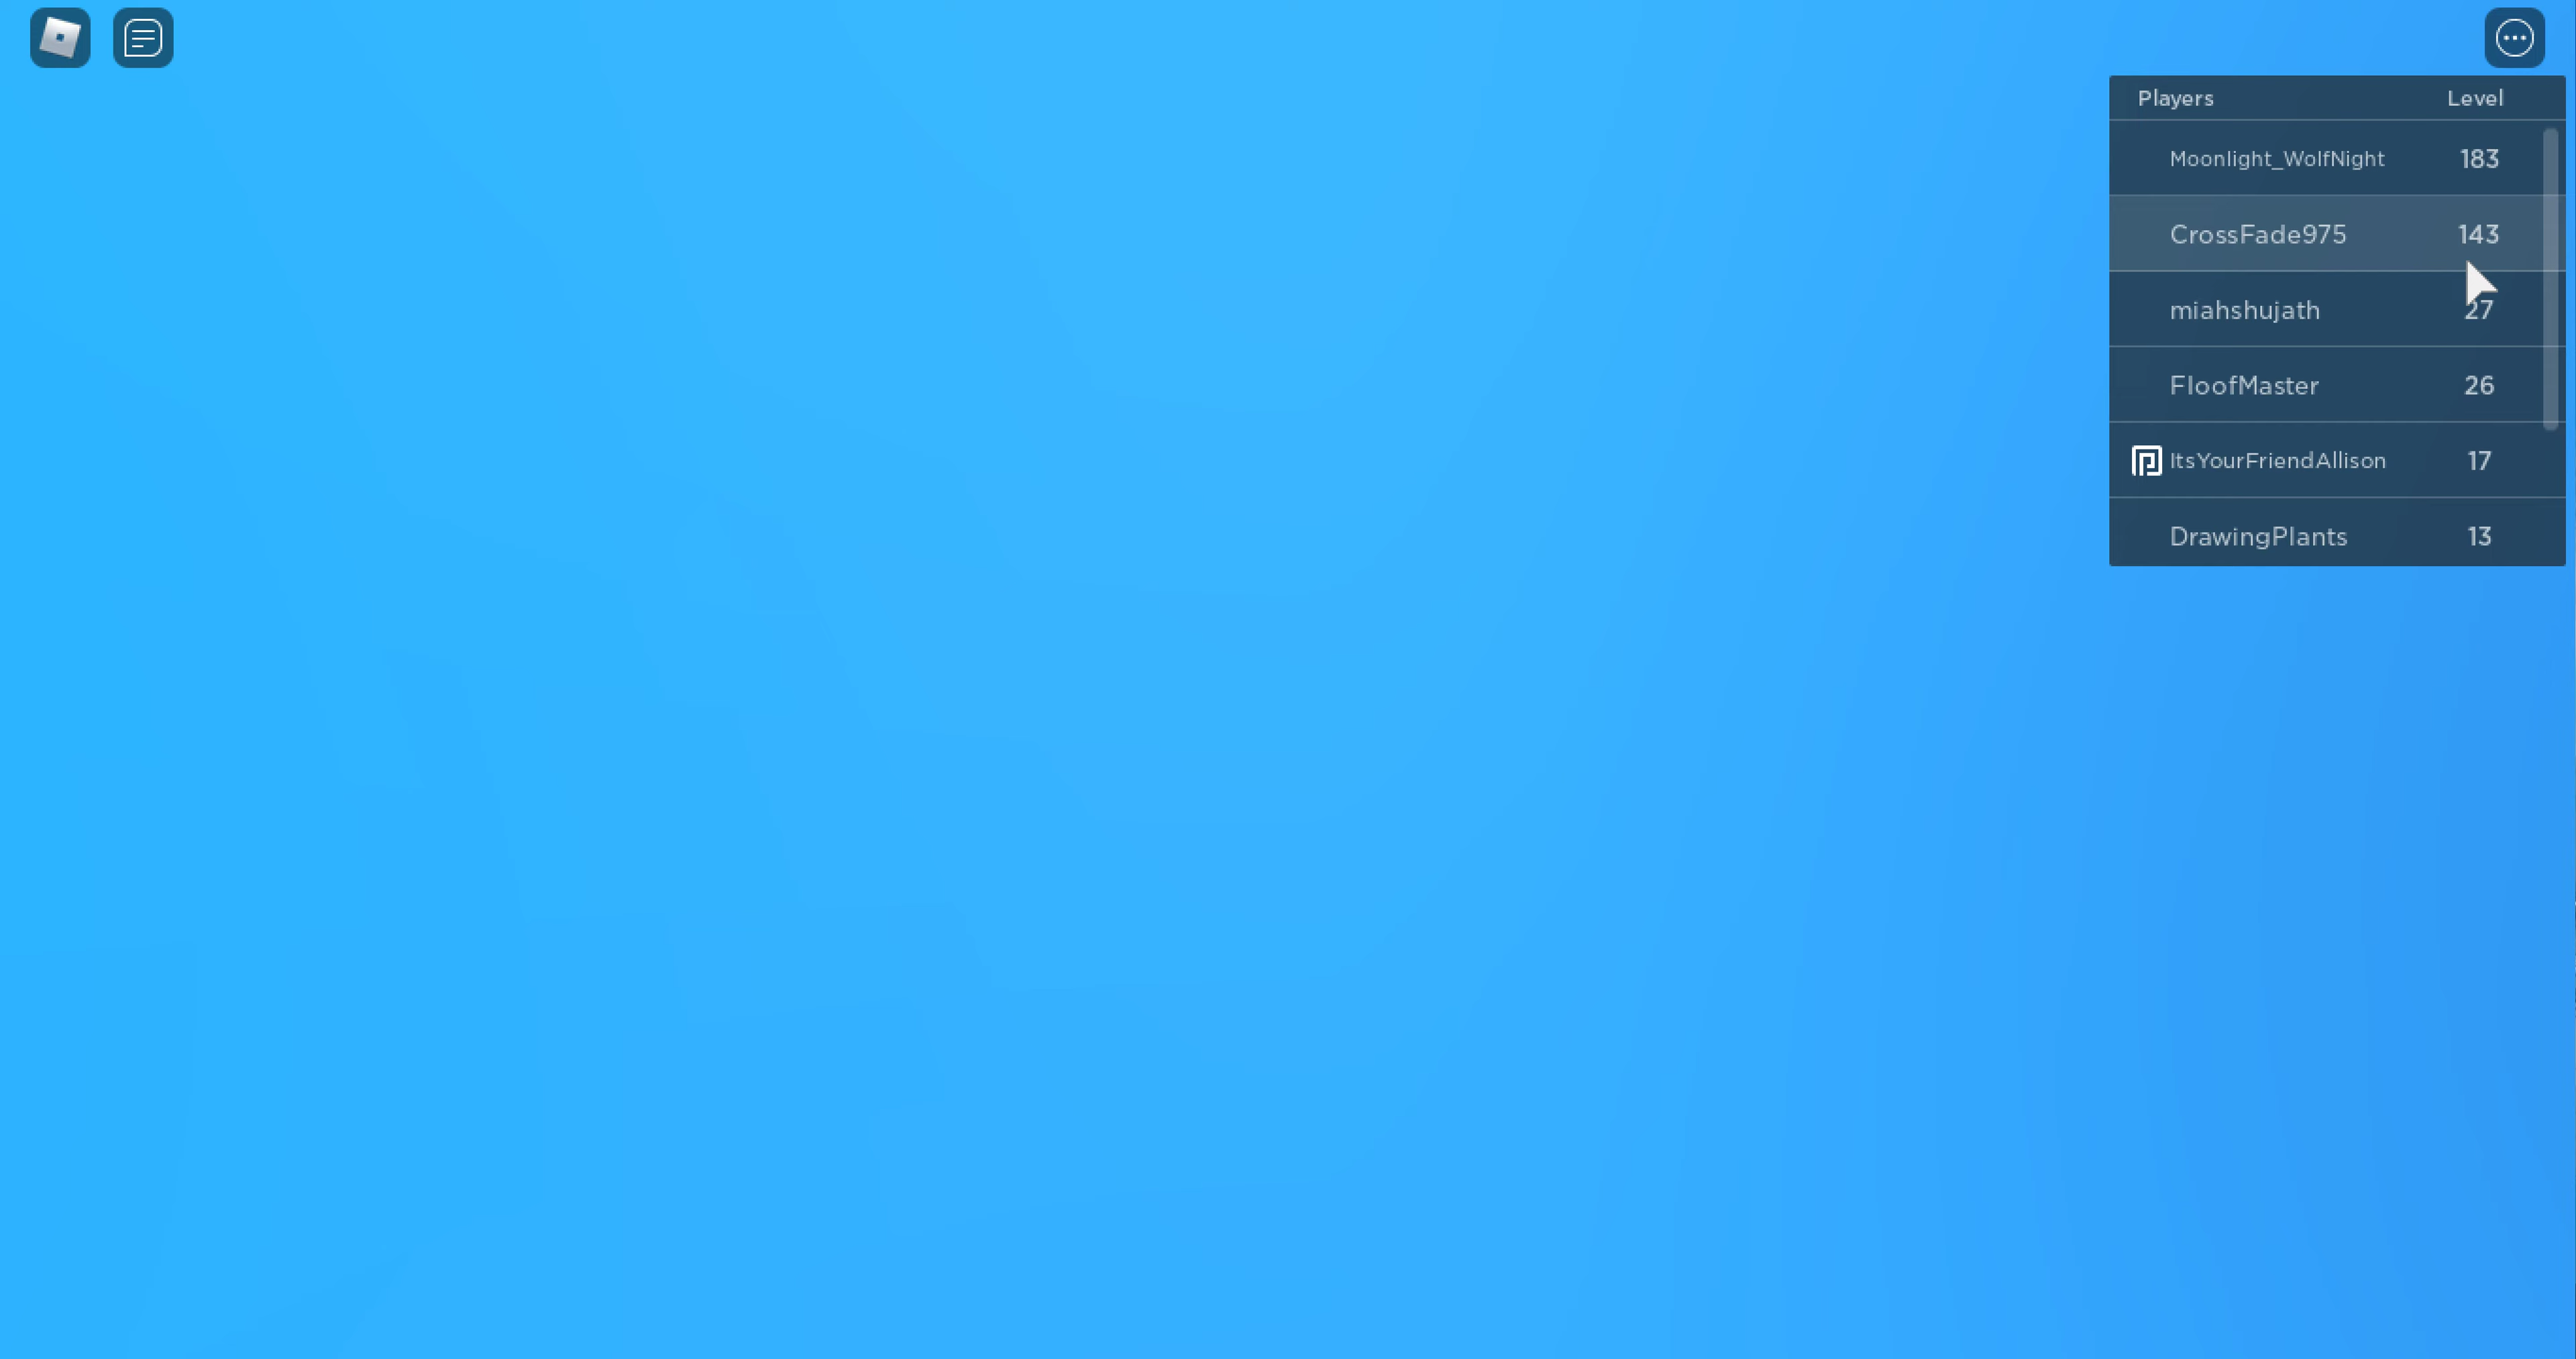 Players Level
Moonlight_WolfNight 183
CrossFade975 143
miahshujath 27
FloofMaster 26
ItsYourFriendAllison 17
DrawingPlants 13